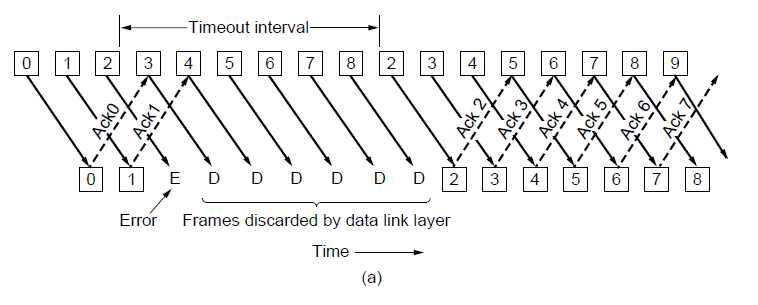 Timeout interval
0 1 2 3 4 5 6 7 8 2 3 4 5 6 7 8 9
Ack0 Ack1 Ack 2 Ack 3 Ack 4 Ack 5 Ack 6 Ack 7
0 1 E D D D D D D 2 3 4 5 6 7 8
Error Frames discarded by data link layer
Time
(a)